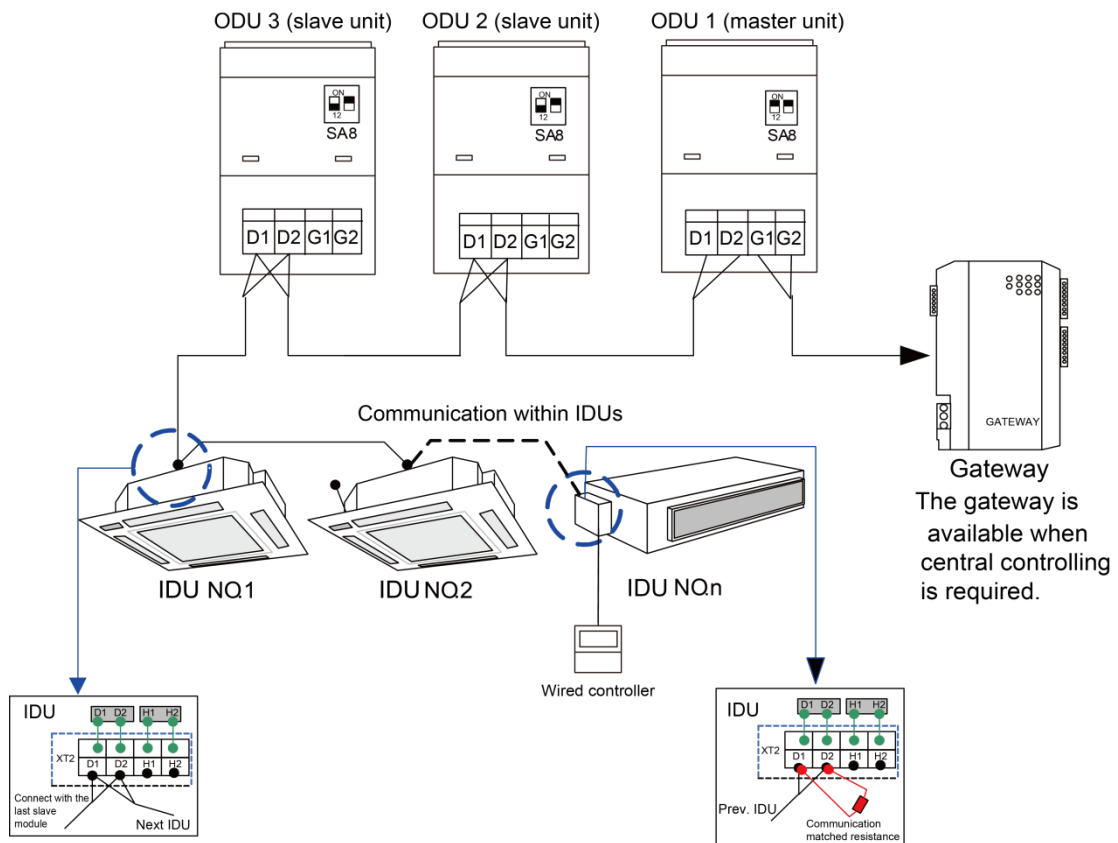 ODU 3 (slave unit)
ODU 2 (slave unit)
ODU 1 (master unit)
ON
12
SA8
ON
12
SA8
ON
12
SA8
D1 D2 G1 G2
D1 D2 G1 G2
D1 D2 G1 G2
GATEWAY
Gateway
The gateway is
available when
central controlling
is required.
Communication within IDUs
IDU NO.1
IDU NO.2
IDU NO.n
Wired controller
IDU
D1 D2 H1 H2
XT2
D1 D2 H1 H2
Connect with the
last slave
module
Next IDU
IDU
D1 D2 H1 H2
XT2
D1 D2 H1 H2
Prev. IDU
Communication
matched resistance